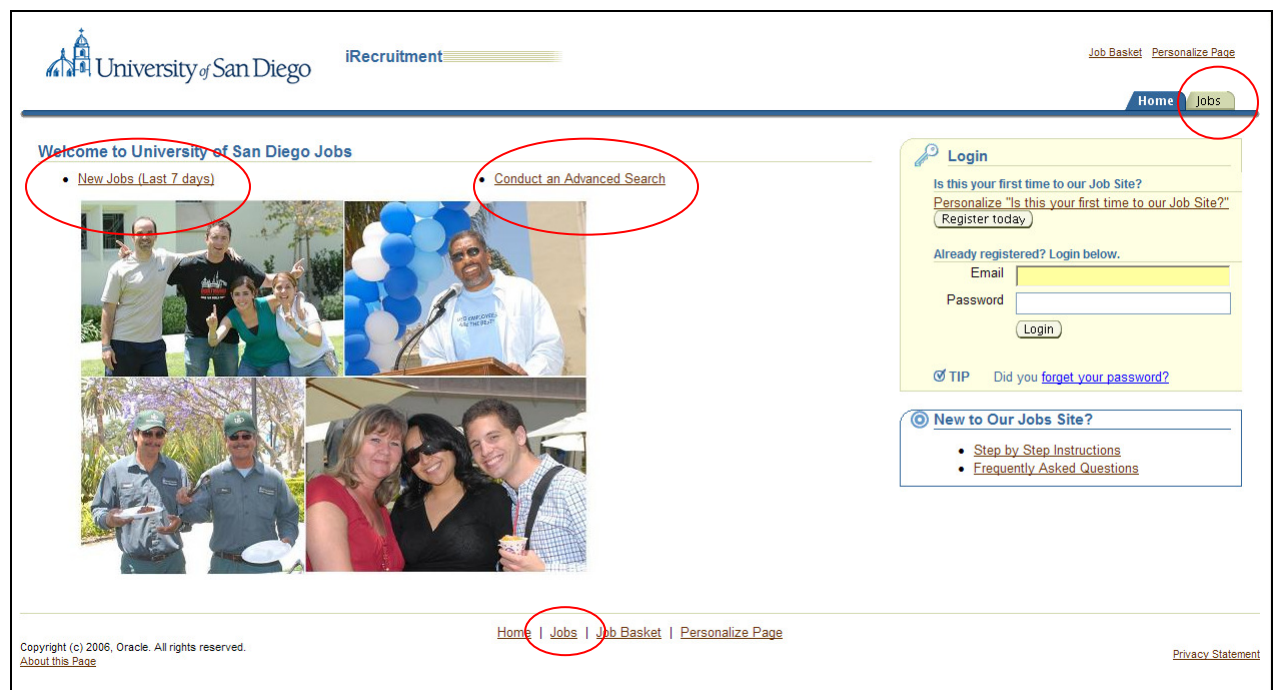 University of San Diego
iRecruitment
Job Basket Personalize Page
Home Jobs
Welcome to University of San Diego Jobs
• New Jobs (Last 7 days)
• Conduct an Advanced Search
Login
Is this your first time to our Job Site?
Personalize "Is this your first time to our Job Site?"
Register today
Already registered? Login below.
Email
Password
Login
TIP Did you forget your password?
New to Our Jobs Site?
• Step by Step Instructions
• Frequently Asked Questions
Home | Jobs | Job Basket | Personalize Page
Copyright (c) 2006, Oracle. All rights reserved.
About this Page
Privacy Statement